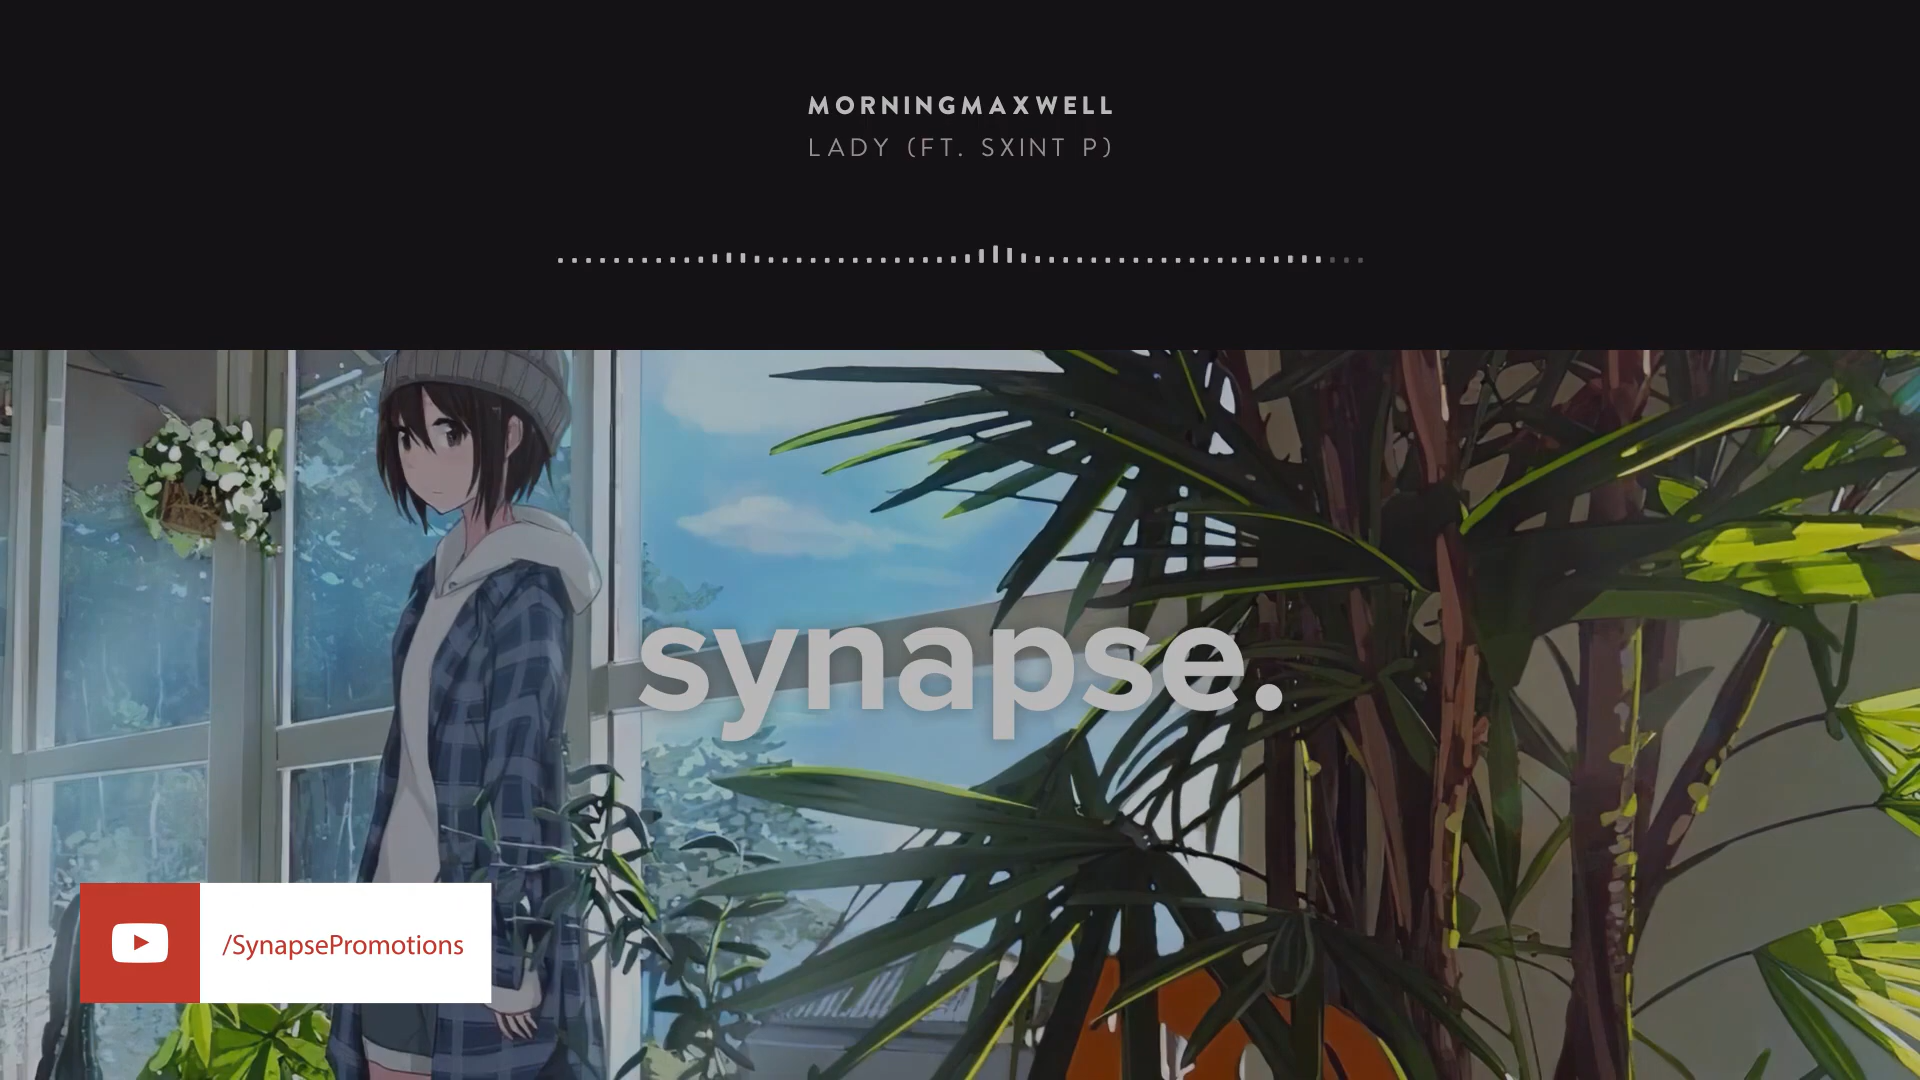 MORNINGMAXWELL
LADY (FT. SXINT P)
synapse.
/SynapsePromotions